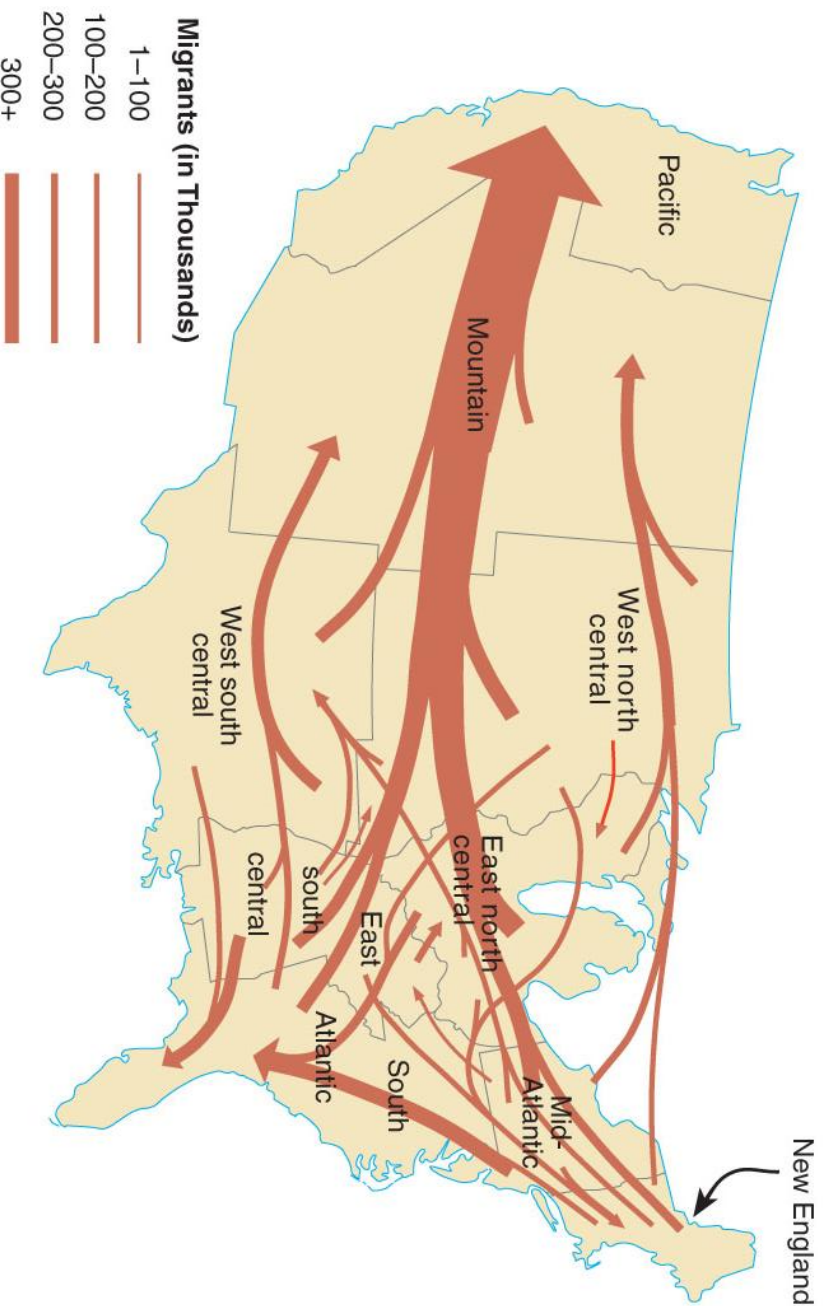 New England
Pacific
Mountain
West north
central
East north
central
Mid-
Atlantic
West south
central
East
south
central
South
Atlantic
Migrants (in Thousands)
1–100
100–200
200–300
300+